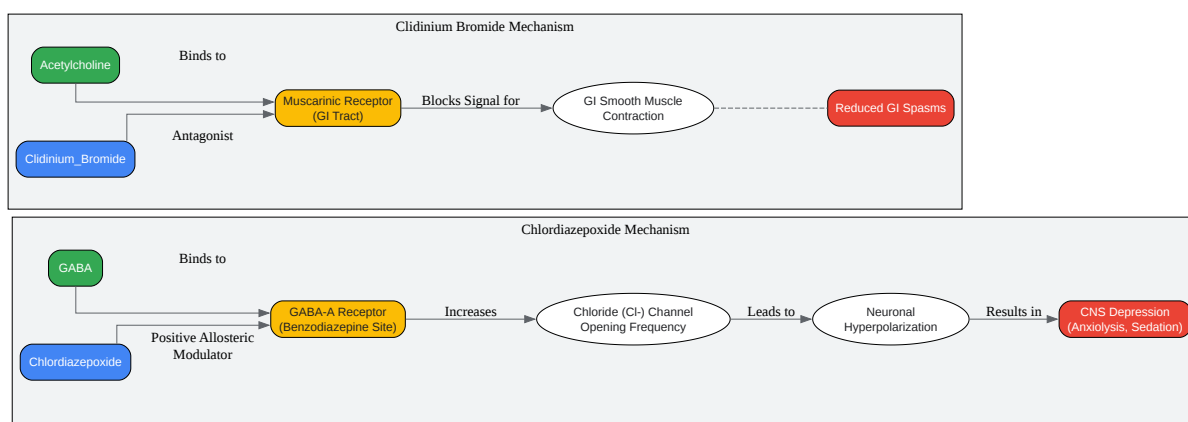 Clidinium Bromide Mechanism
Acetylcholine
Binds to
Muscarinic Receptor
(GI Tract)
Blocks Signal for
GI Smooth Muscle
Contraction
Reduced GI Spasms
Antagonist
Clidinium_Bromide
Chlordiazepoxide Mechanism
GABA
Binds to
GABA-A Receptor
(Benzodiazepine Site)
Increases
Chloride (Cl-) Channel
Opening Frequency
Leads to
Neuronal
Hyperpolarization
Results in
CNS Depression
(Anxiolysis, Sedation)
Positive Allosteric
Modulator
Chlordiazepoxide